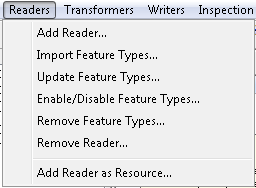 Readers Transformers Writers Inspection
Add Reader...
Import Feature Types...
Update Feature Types...
Enable/Disable Feature Types...
Remove Feature Types...
Remove Reader...
Add Reader as Resource...